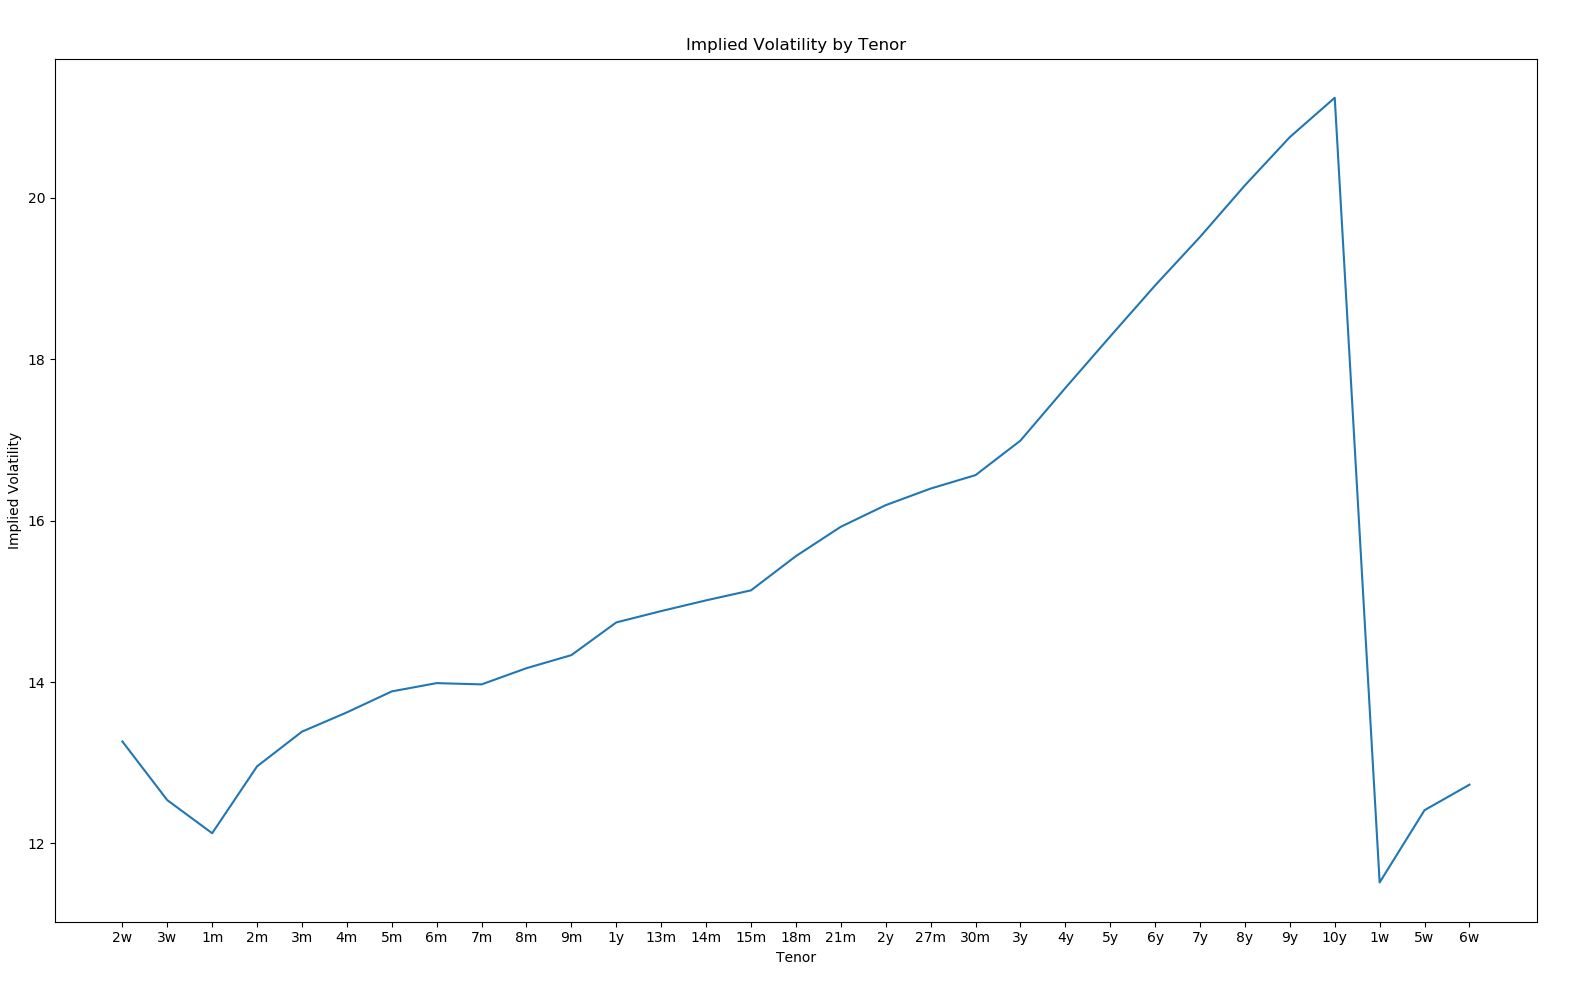 Implied Volatility by Tenor
Implied Volatility
20
18
16
14
12
2w 3w 1m 2m 3m 4m 5m 6m 7m 8m 9m 1y 13m 14m 15m 18m 21m 2y 27m 30m 3y 4y 5y 6y 7y 8y 9y 10y 1w 5w 6w
Tenor